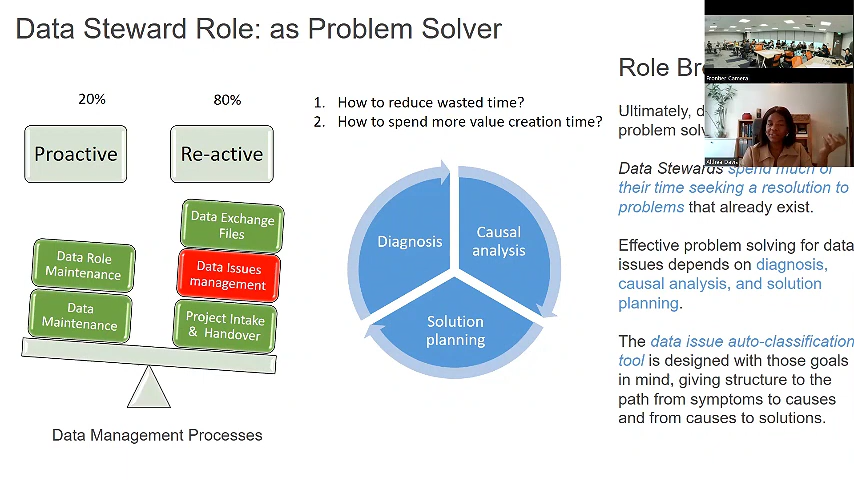 Data Steward Role: as Problem Solver
20%
80%
Proactive
Re-active
Data Exchange
Files
Data Role
Maintenance
Data Issues
management
Data
Maintenance
Project Intake
& Handover
Data Management Processes
1. How to reduce wasted time?
2. How to spend more value creation time?
Diagnosis
Causal
analysis
Solution
planning
Role
Frontier Camera
Ultimately,
problem
Data Stewards spend much of
their time seeking a resolution to
problems that already exist.
Effective problem solving for data
issues depends on diagnosis,
causal analysis, and solution
planning.
The data issue auto-classification
tool is designed with those goals
in mind, giving structure to the
path from symptoms to causes
and from causes to solutions.